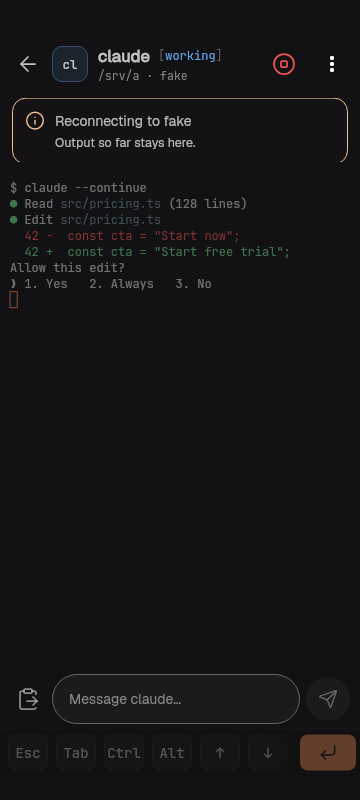 cl
claude [working]
/srv/a · fake
Reconnecting to fake
Output so far stays here.
$ claude --continue
● Read src/pricing.ts (128 lines)
● Edit src/pricing.ts
42 -  const cta = "Start now";
42 +  const cta = "Start free trial";
Allow this edit?
❯ 1. Yes   2. Always   3. No
Message claude…
Esc Tab Ctrl Alt ↑ ↓